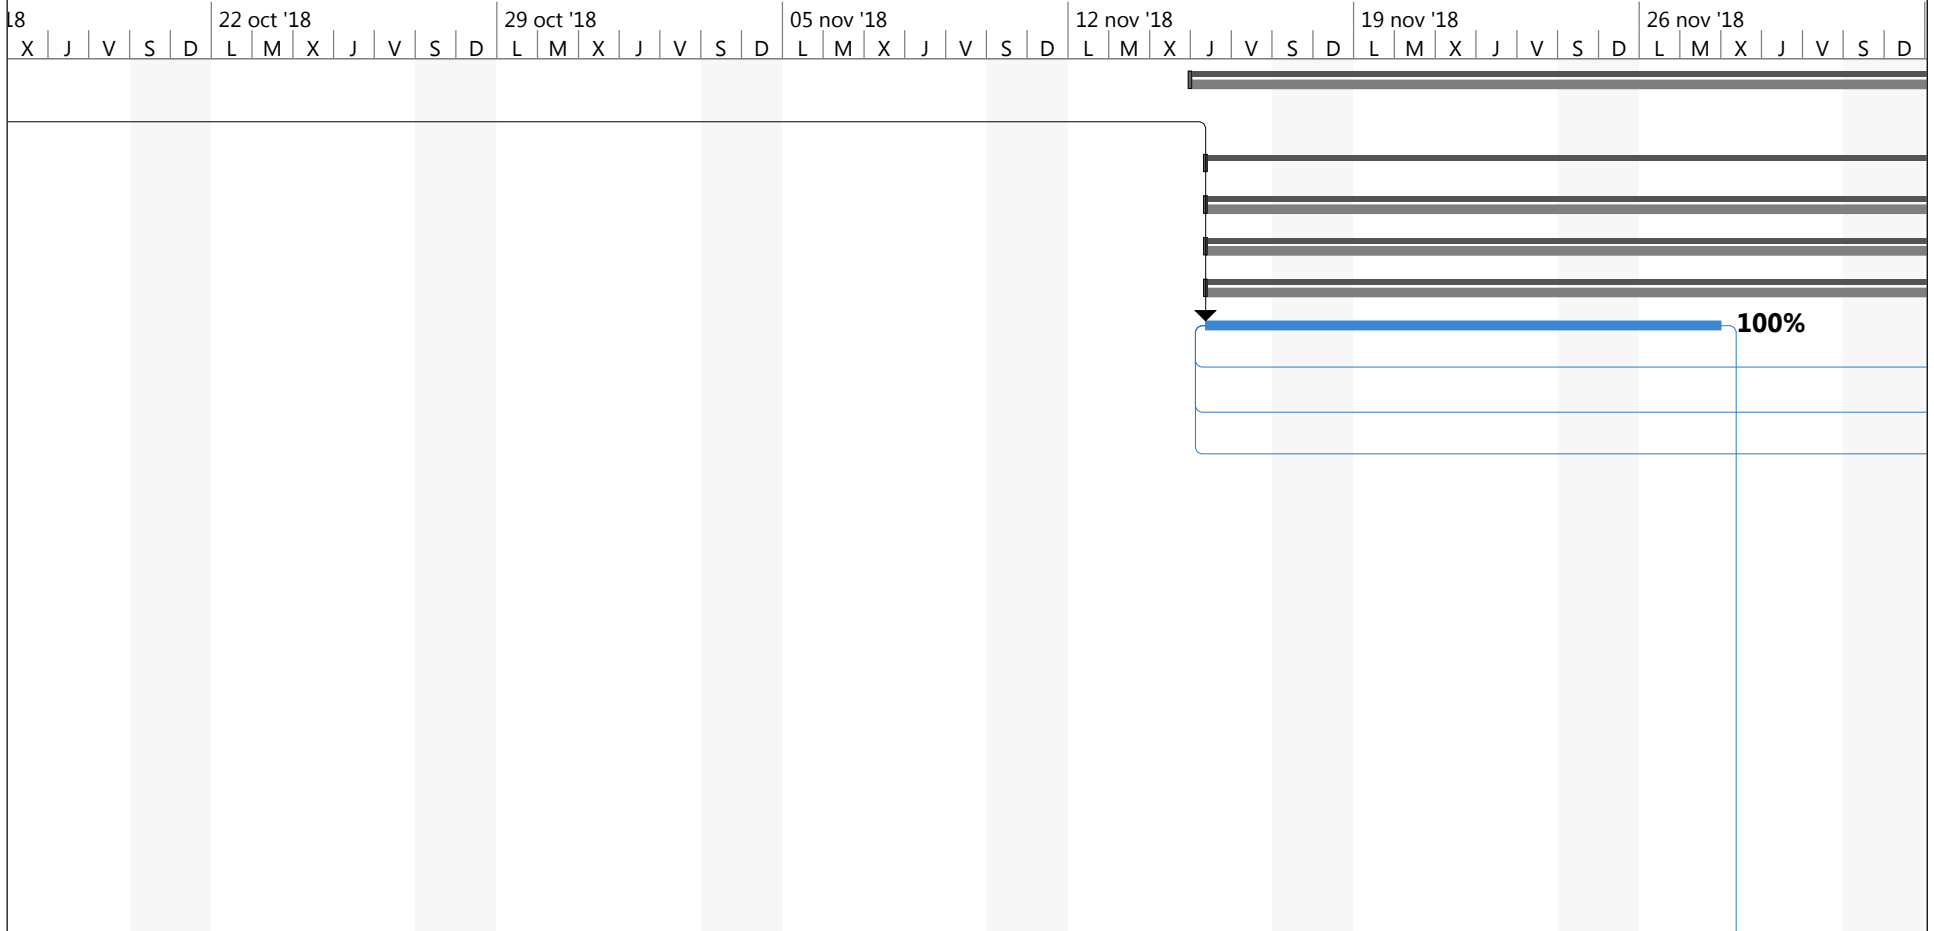 18 22 oct '18 29 oct '18 05 nov '18 12 nov '18 19 nov '18 26 nov '18
X J V S D L M X J V S D L M X J V S D L M X J V S D L M X J V S D L M X J V S D L M X J V S D
100%